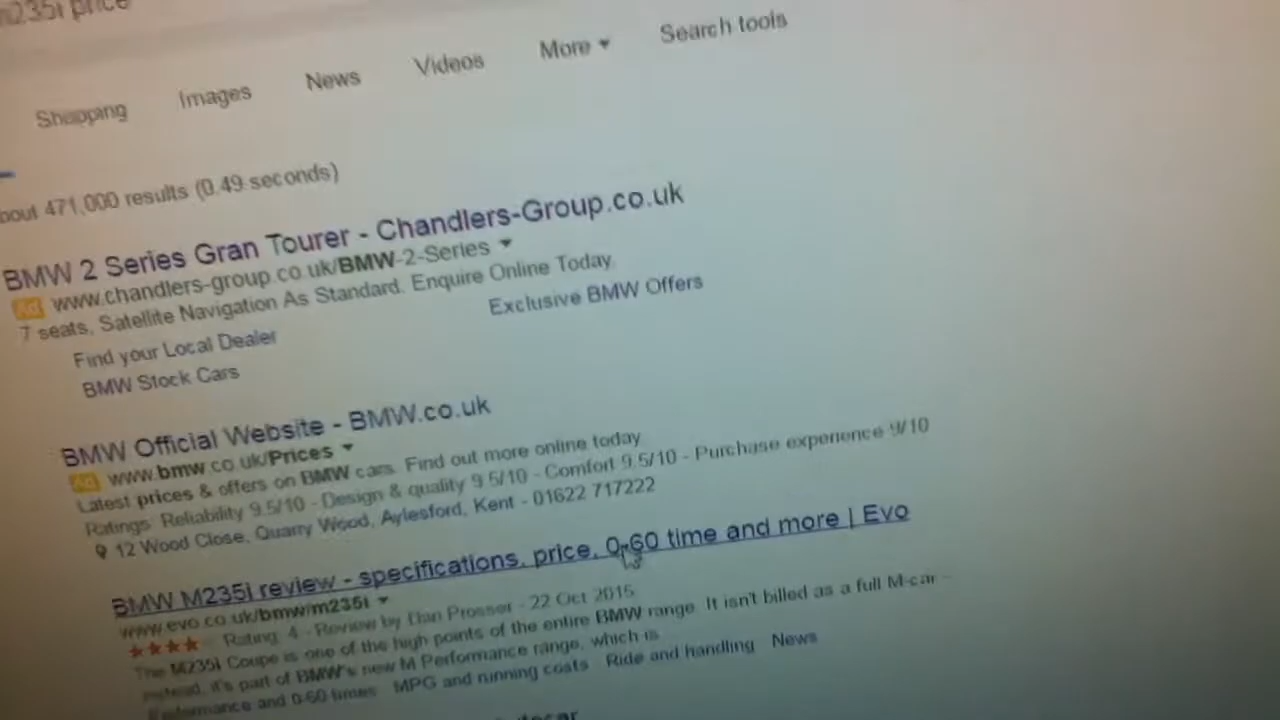 m235i price
Shopping Images News Videos More Search tools
bout 471,000 results (0.49 seconds)
BMW 2 Series Gran Tourer - Chandlers-Group.co.uk
Ad www.chandlers-group.co.uk/BMW-2-Series
7 seats, Satellite Navigation As Standard. Enquire Online Today
Find your Local Dealer Exclusive BMW Offers
BMW Stock Cars
BMW Official Website - BMW.co.uk
Ad www.bmw.co.uk/Prices
Latest prices & offers on BMW cars. Find out more online today
Ratings: Reliability 9.5/10 - Design & quality 9.5/10 - Comfort 9.5/10 - Purchase experience 9/10
12 Wood Close, Quarry Wood, Aylesford, Kent - 01622 717222
BMW M235i review - specifications, price, 0-60 time and more | Evo
www.evo.co.uk/bmw/m235i
Rating: 4 - Review by Dan Prosser - 22 Oct 2015
The M235i Coupe is one of the high points of the entire BMW range. It isn't billed as a full M-car -
instead, it's part of BMW's new M Performance range, which is
Performance and 0-60 times MPG and running costs Ride and handling News